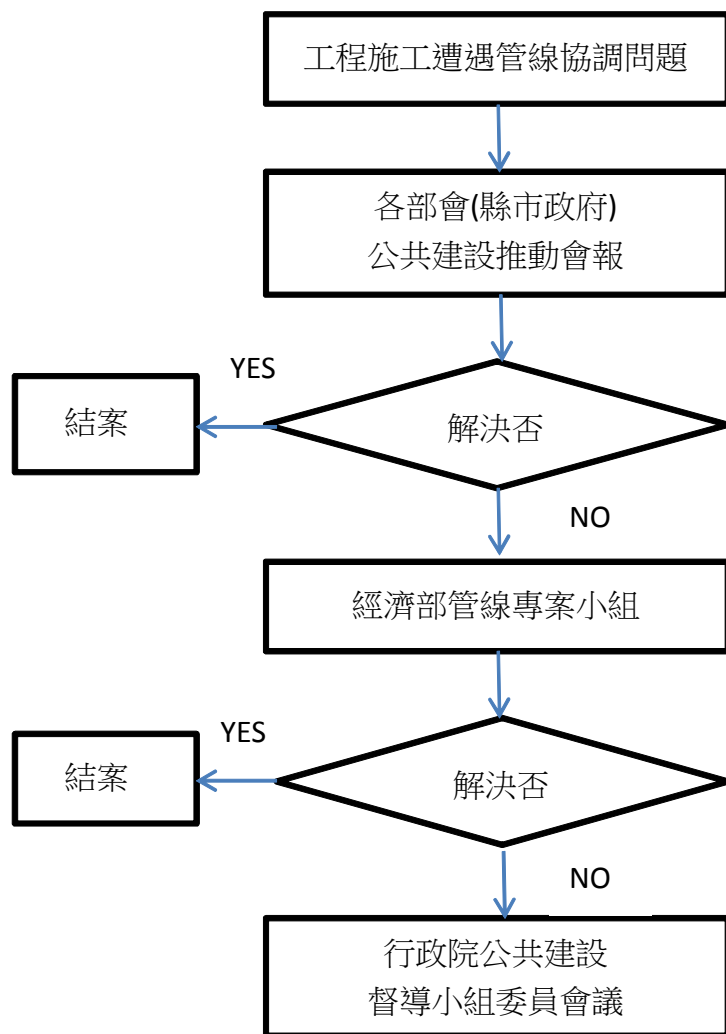 工程施工遭遇管線協調問題
各部會(縣市政府)
公共建設推動會報
YES
結案
解決否
NO
經濟部管線專案小組
YES
結案
解決否
NO
行政院公共建設
督導小組委員會議